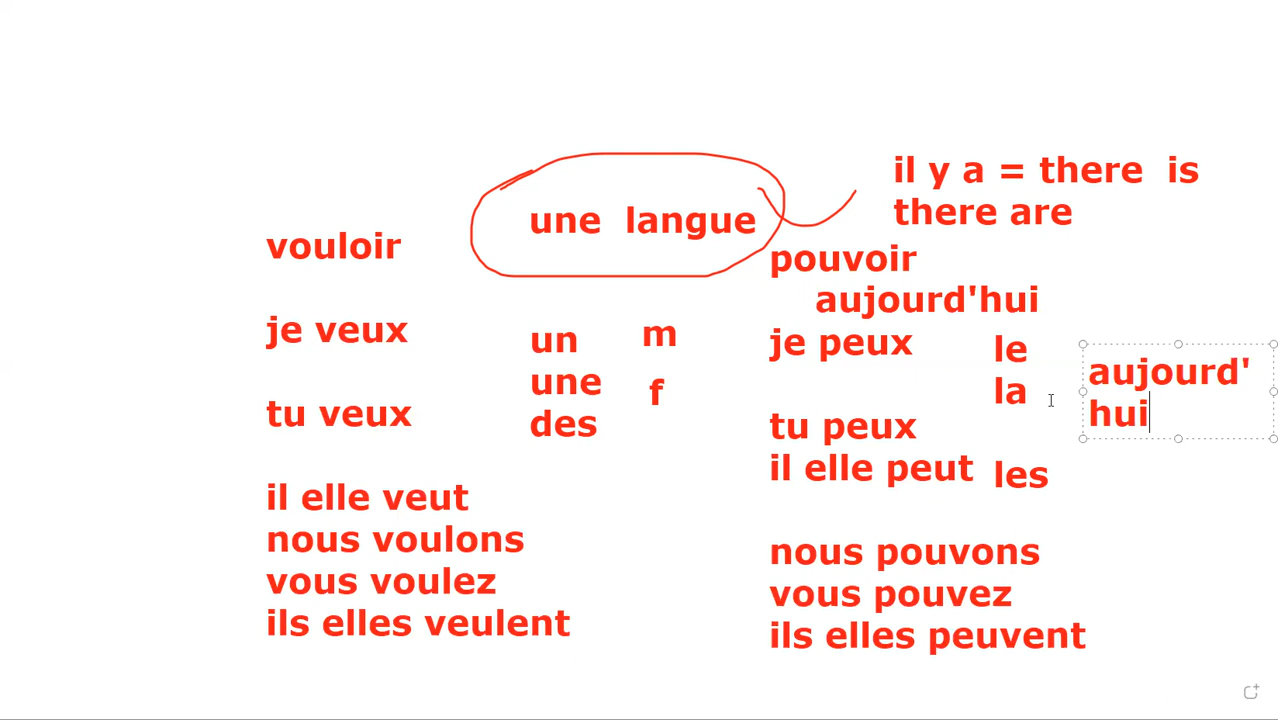 il y a = there is
there are
une langue
vouloir
je veux
tu veux
il elle veut
nous voulons
vous voulez
ils elles veulent
un
une
des
m
f
pouvoir
aujourd'hui
je peux
tu peux
il elle peut
nous pouvons
vous pouvez
ils elles peuvent
le
la
les
aujourd'
hui